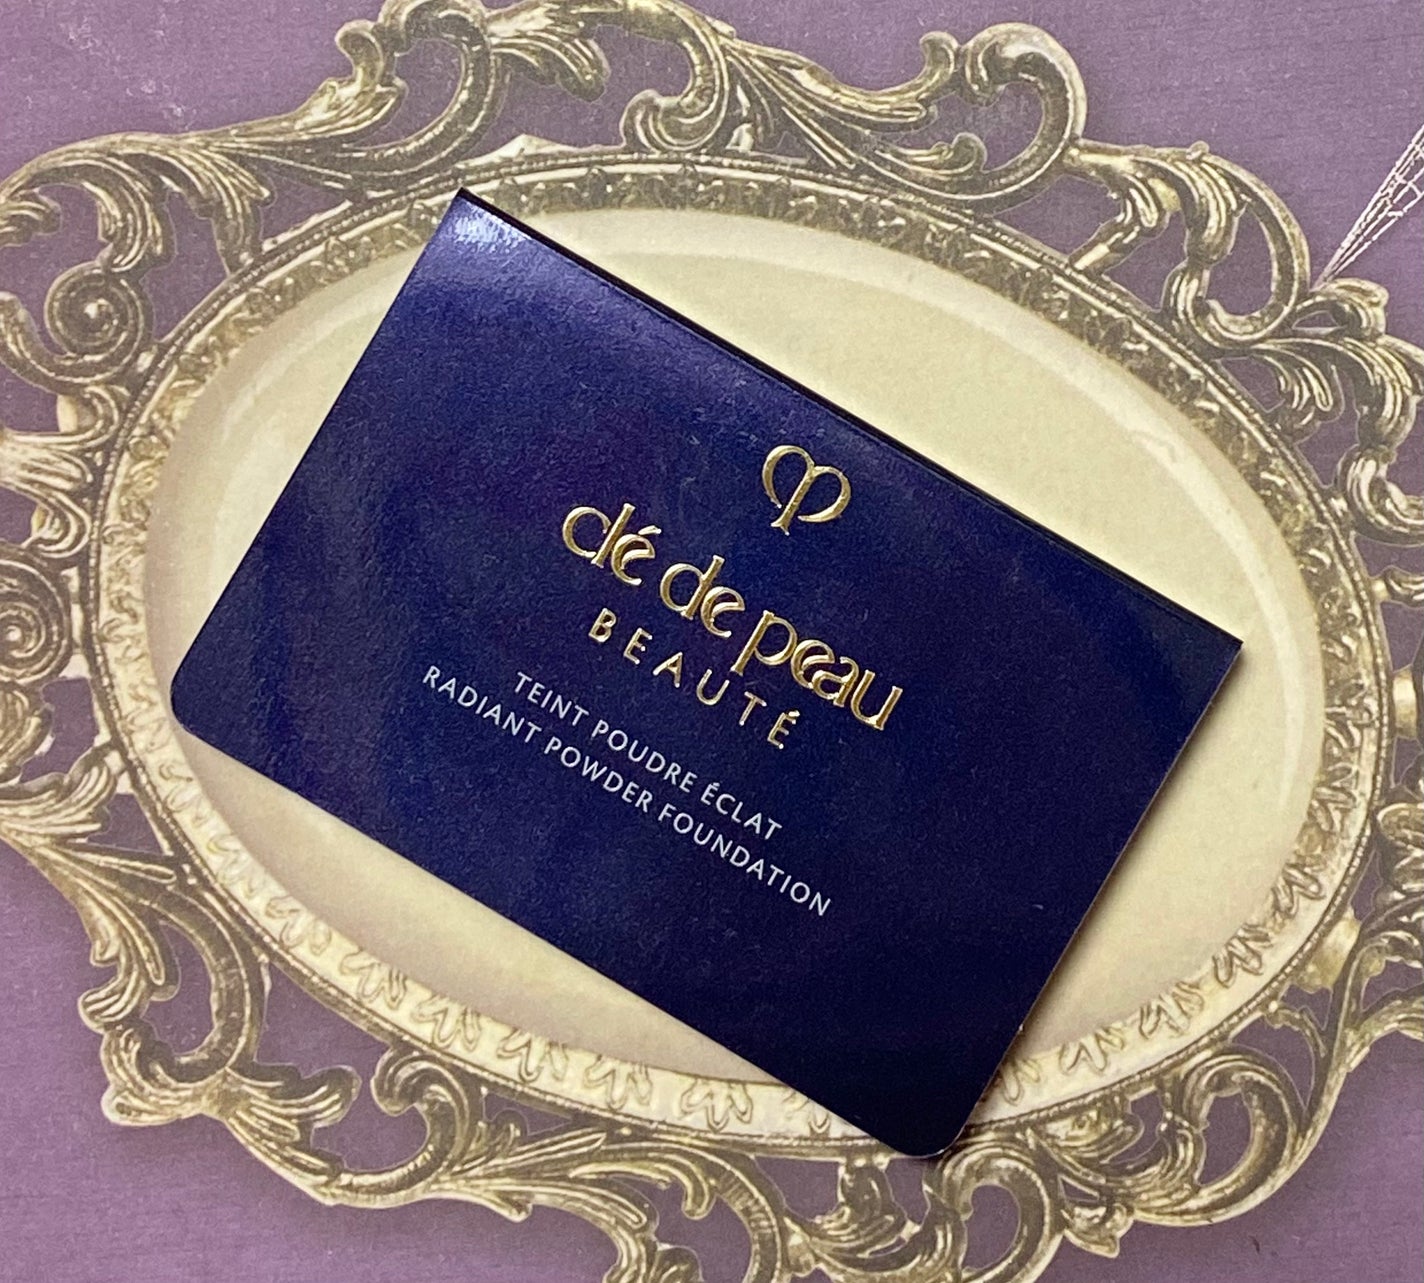 clé de peau
BEAUTÉ
TEINT POUDRE ÉCLAT
RADIANT POWDER FOUNDATION